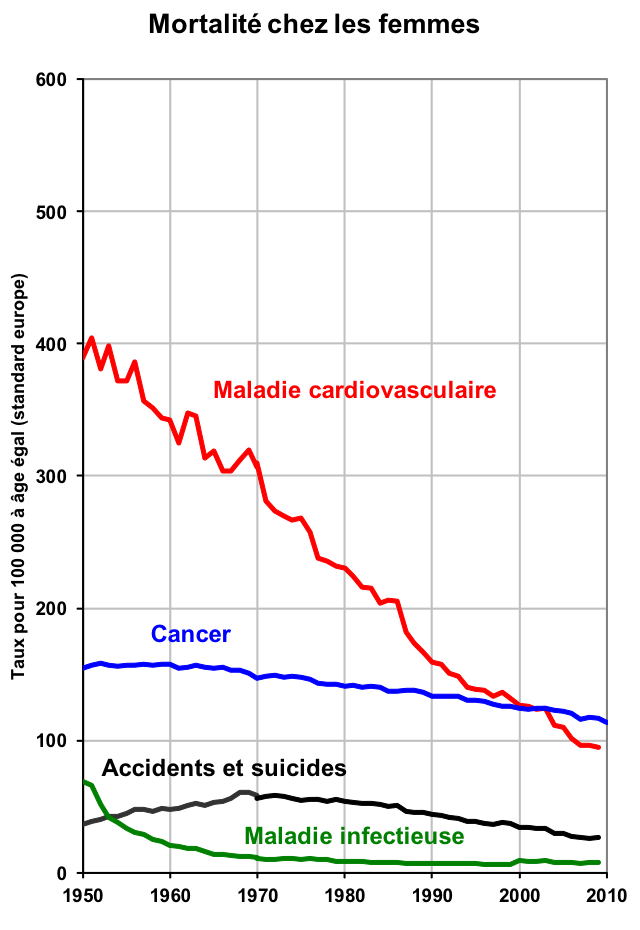 Mortalité chez les femmes
Taux pour 100 000 à âge égal (standard europe)
600
500
400
300
200
100
0
Maladie cardiovasculaire
Cancer
Accidents et suicides
Maladie infectieuse
1950 1960 1970 1980 1990 2000 2010